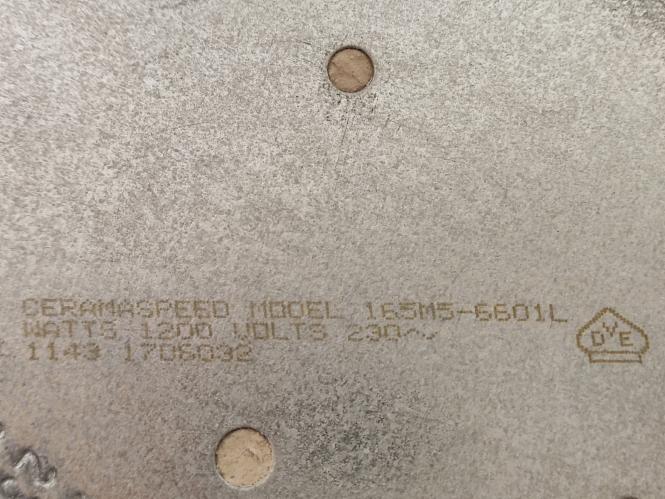 CERAMASPEED MODEL 165M5-6601L
WATTS 1200 VOLTS 230~
1143 1706032
DVE